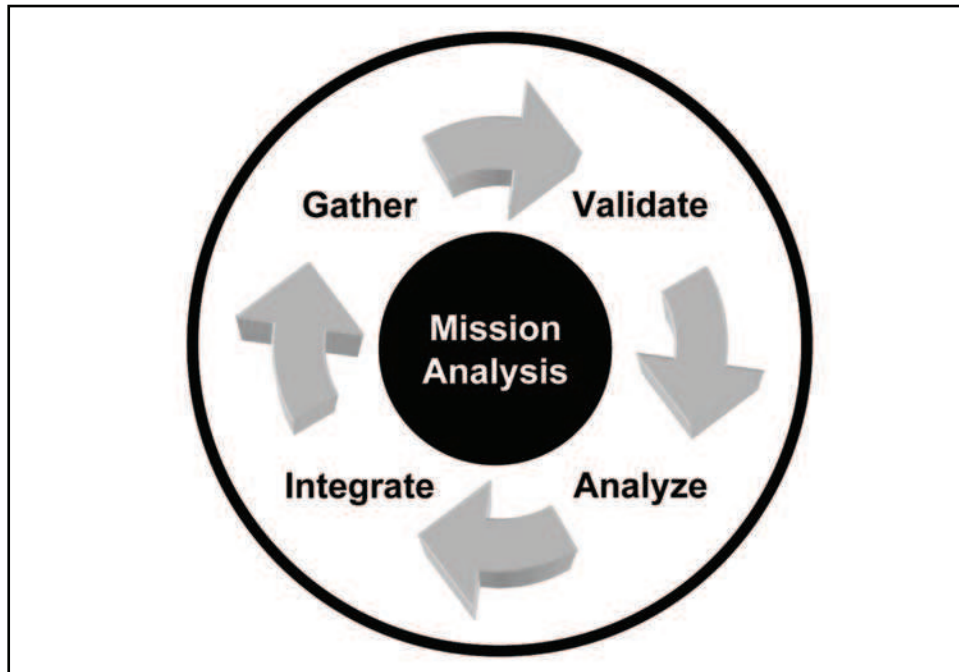 Gather
Validate
Mission
Analysis
Integrate
Analyze